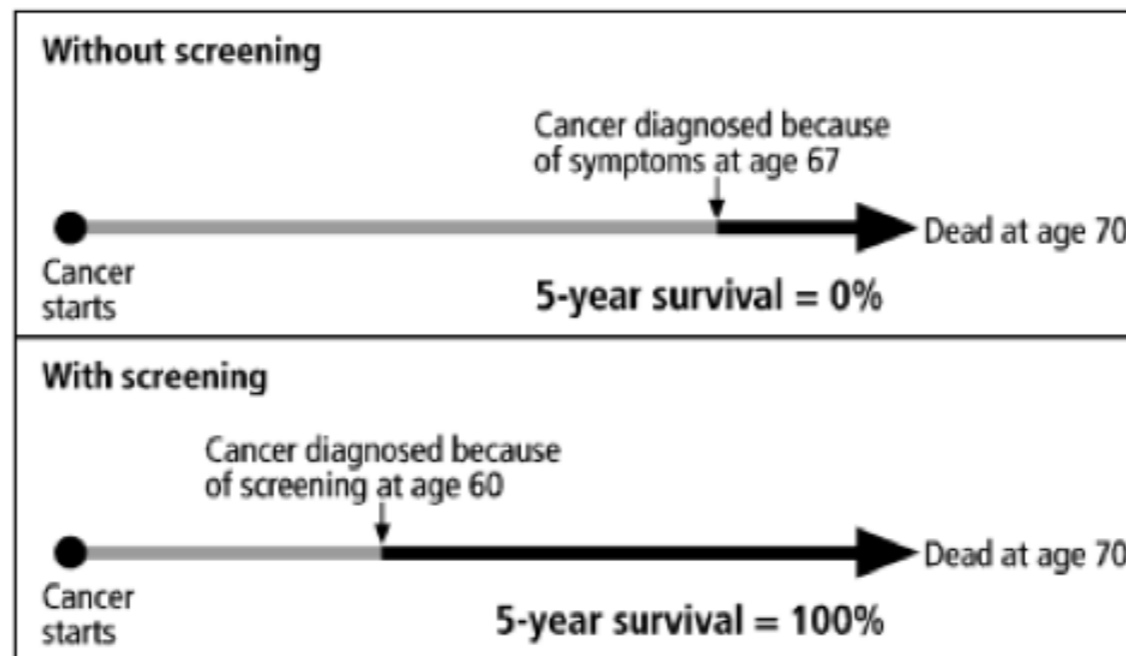 Without screening
Cancer diagnosed because
of symptoms at age 67
Dead at age 70
Cancer
starts
5-year survival = 0%
With screening
Cancer diagnosed because
of screening at age 60
Dead at age 70
Cancer
starts
5-year survival = 100%